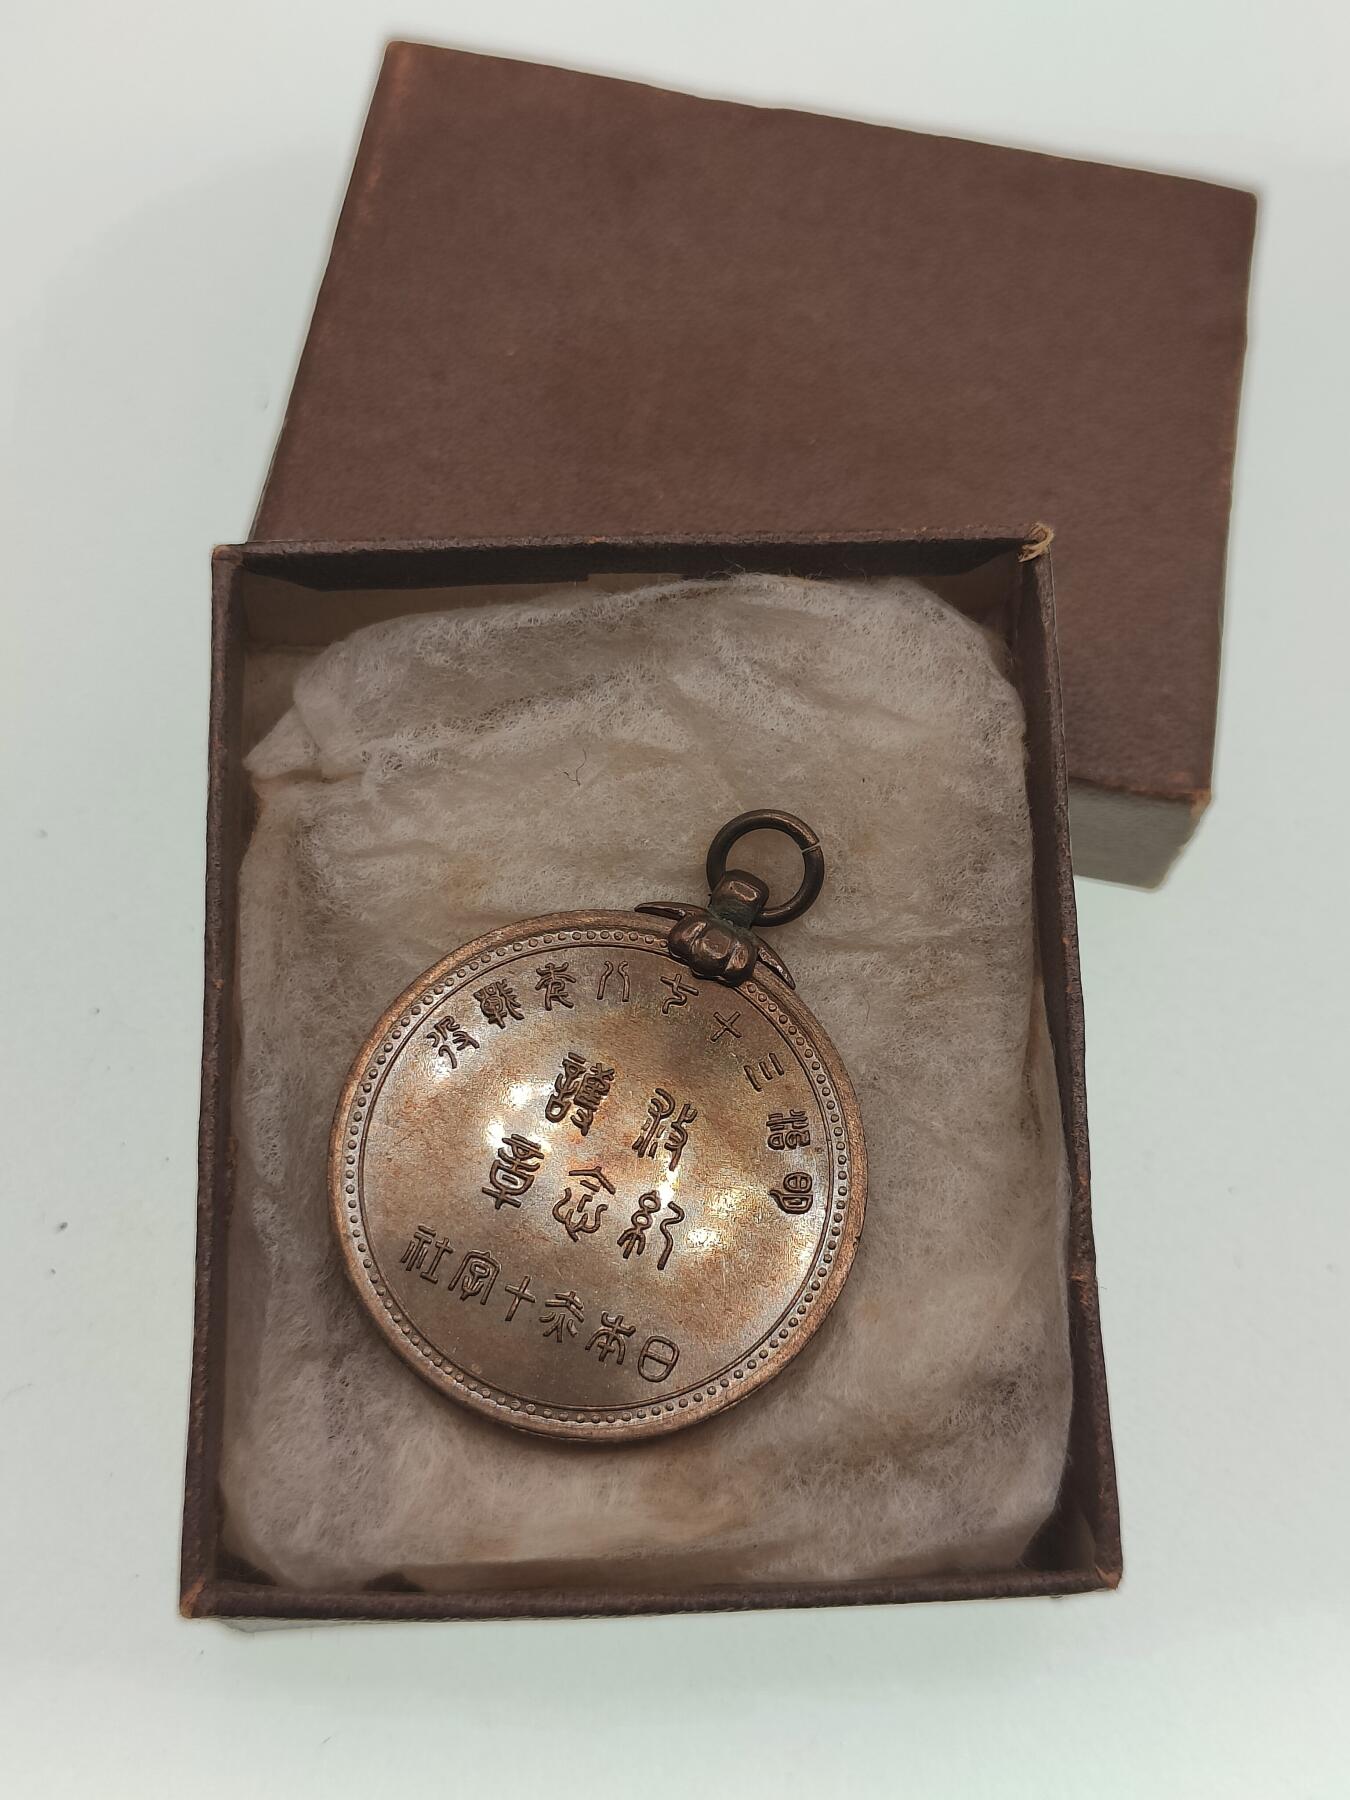 明治三十七八年戰役
救護
紀念章
日本赤十字社